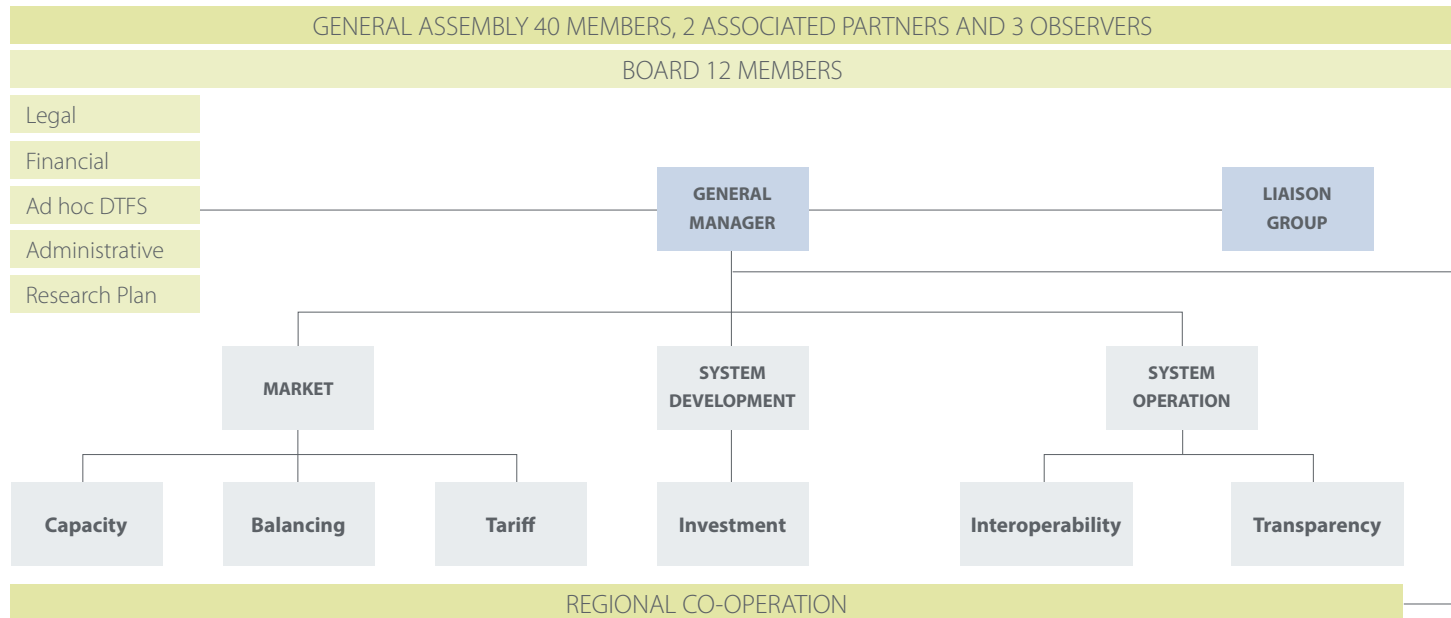 GENERAL ASSEMBLY 40 MEMBERS, 2 ASSOCIATED PARTNERS AND 3 OBSERVERS
BOARD 12 MEMBERS
Legal
Financial
Ad hoc DTFS
Administrative
Research Plan
GENERAL
MANAGER
LIAISON
GROUP
MARKET
SYSTEM
DEVELOPMENT
SYSTEM
OPERATION
Capacity
Balancing
Tariff
Investment
Interoperability
Transparency
REGIONAL CO-OPERATION